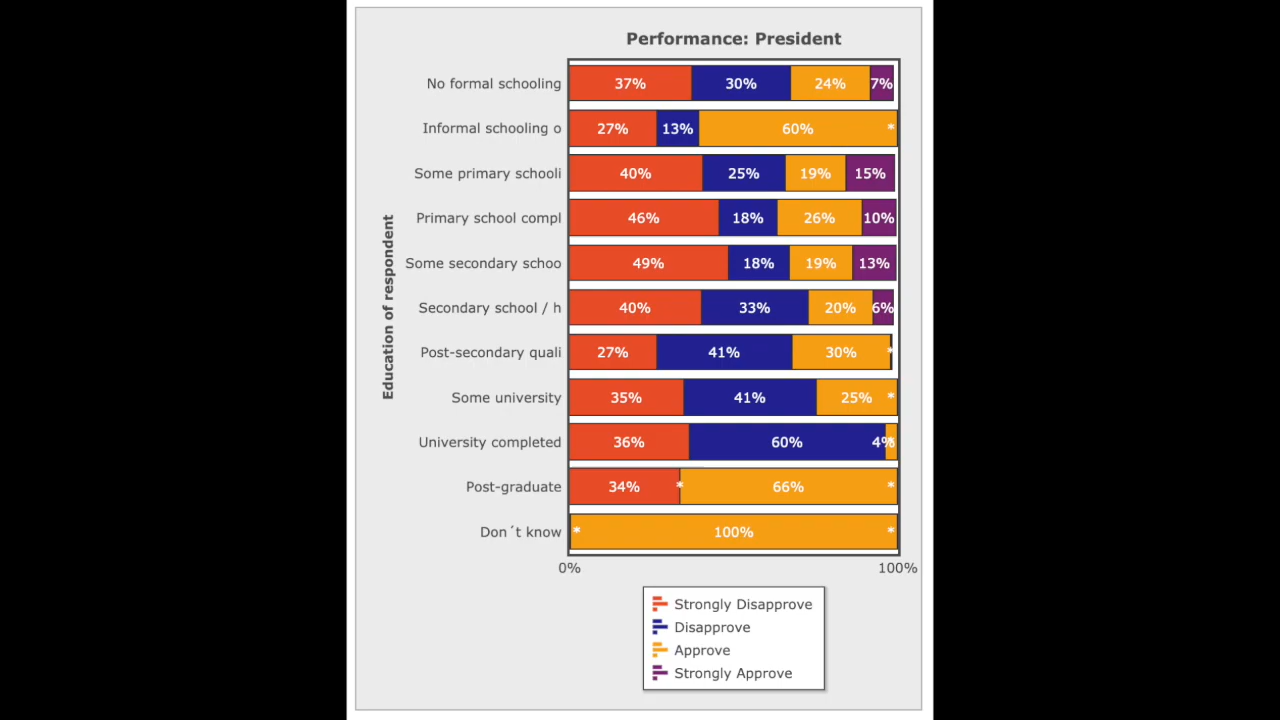 Performance: President
Education of respondent
No formal schooling 37% 30% 24% 7%
Informal schooling o 27% 13% 60% *
Some primary schooli 40% 25% 19% 15%
Primary school compl 46% 18% 26% 10%
Some secondary schoo 49% 18% 19% 13%
Secondary school / h 40% 33% 20% 6%
Post-secondary quali 27% 41% 30% *
Some university 35% 41% 25% *
University completed 36% 60% 4% *
Post-graduate 34% * 66% *
Don´t know * 100% *
0% 100%
Strongly Disapprove
Disapprove
Approve
Strongly Approve